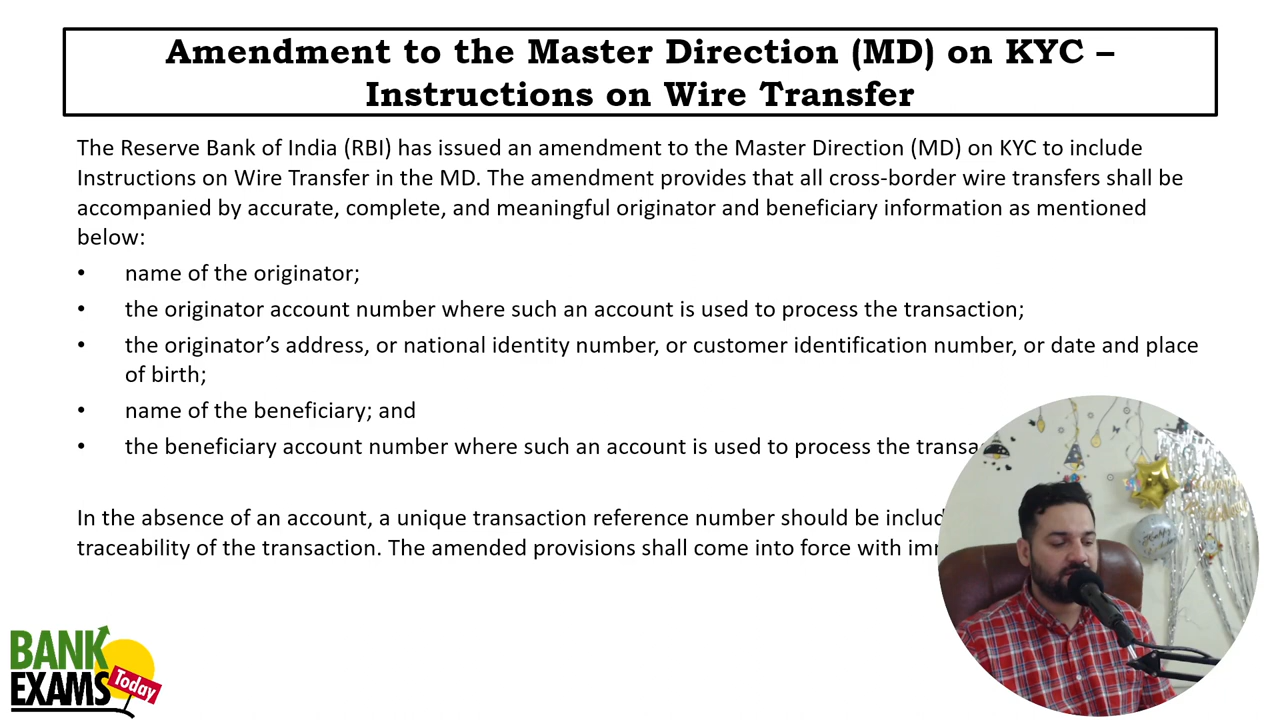 Amendment to the Master Direction (MD) on KYC –
Instructions on Wire Transfer
The Reserve Bank of India (RBI) has issued an amendment to the Master Direction (MD) on KYC to include
Instructions on Wire Transfer in the MD. The amendment provides that all cross-border wire transfers shall be
accompanied by accurate, complete, and meaningful originator and beneficiary information as mentioned
below:
• name of the originator;
• the originator account number where such an account is used to process the transaction;
• the originator’s address, or national identity number, or customer identification number, or date and place
of birth;
• name of the beneficiary; and
• the beneficiary account number where such an account is used to process the
In the absence of an account, a unique transaction reference number should be
traceability of the transaction. The amended provisions shall come into force with
BANK
EXAMS
Today